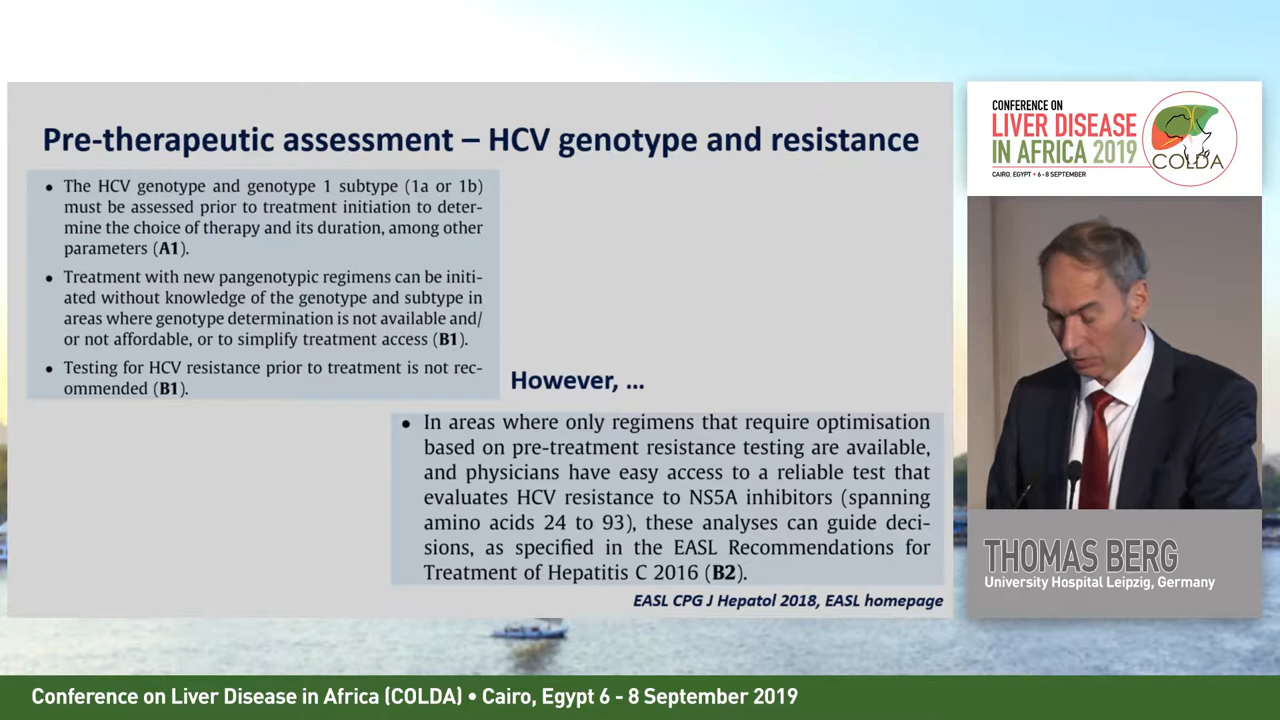 Pre-therapeutic assessment – HCV genotype and resistance
• The HCV genotype and genotype 1 subtype (1a or 1b)
must be assessed prior to treatment initiation to deter-
mine the choice of therapy and its duration, among other
parameters (A1).
• Treatment with new pangenotypic regimens can be initi-
ated without knowledge of the genotype and subtype in
areas where genotype determination is not available and/
or not affordable, or to simplify treatment access (B1).
• Testing for HCV resistance prior to treatment is not rec-
ommended (B1).
However, ...
• In areas where only regimens that require optimisation
based on pre-treatment resistance testing are available,
and physicians have easy access to a reliable test that
evaluates HCV resistance to NS5A inhibitors (spanning
amino acids 24 to 93), these analyses can guide deci-
sions, as specified in the EASL Recommendations for
Treatment of Hepatitis C 2016 (B2).
EASL CPG J Hepatol 2018, EASL homepage
CONFERENCE ON
LIVER DISEASE
IN AFRICA 2019
CAIRO, EGYPT • 6 - 8 SEPTEMBER
COLDA
THOMAS BERG
University Hospital Leipzig, Germany
Conference on Liver Disease in Africa (COLDA) • Cairo, Egypt 6 - 8 September 2019